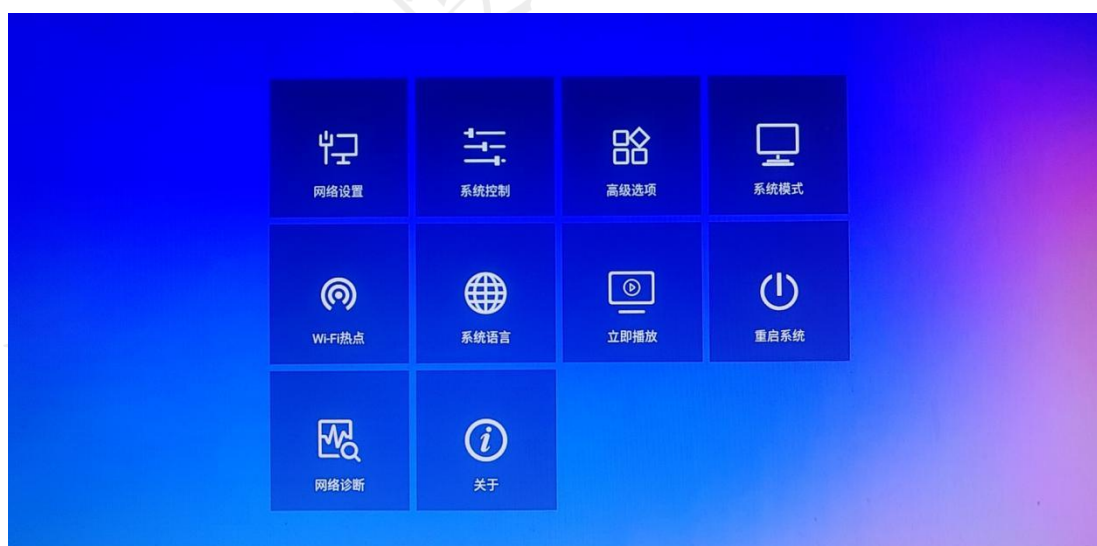 网络设置
系统控制
高级选项
系统模式
Wi-Fi热点
系统语言
立即播放
重启系统
网络诊断
关于